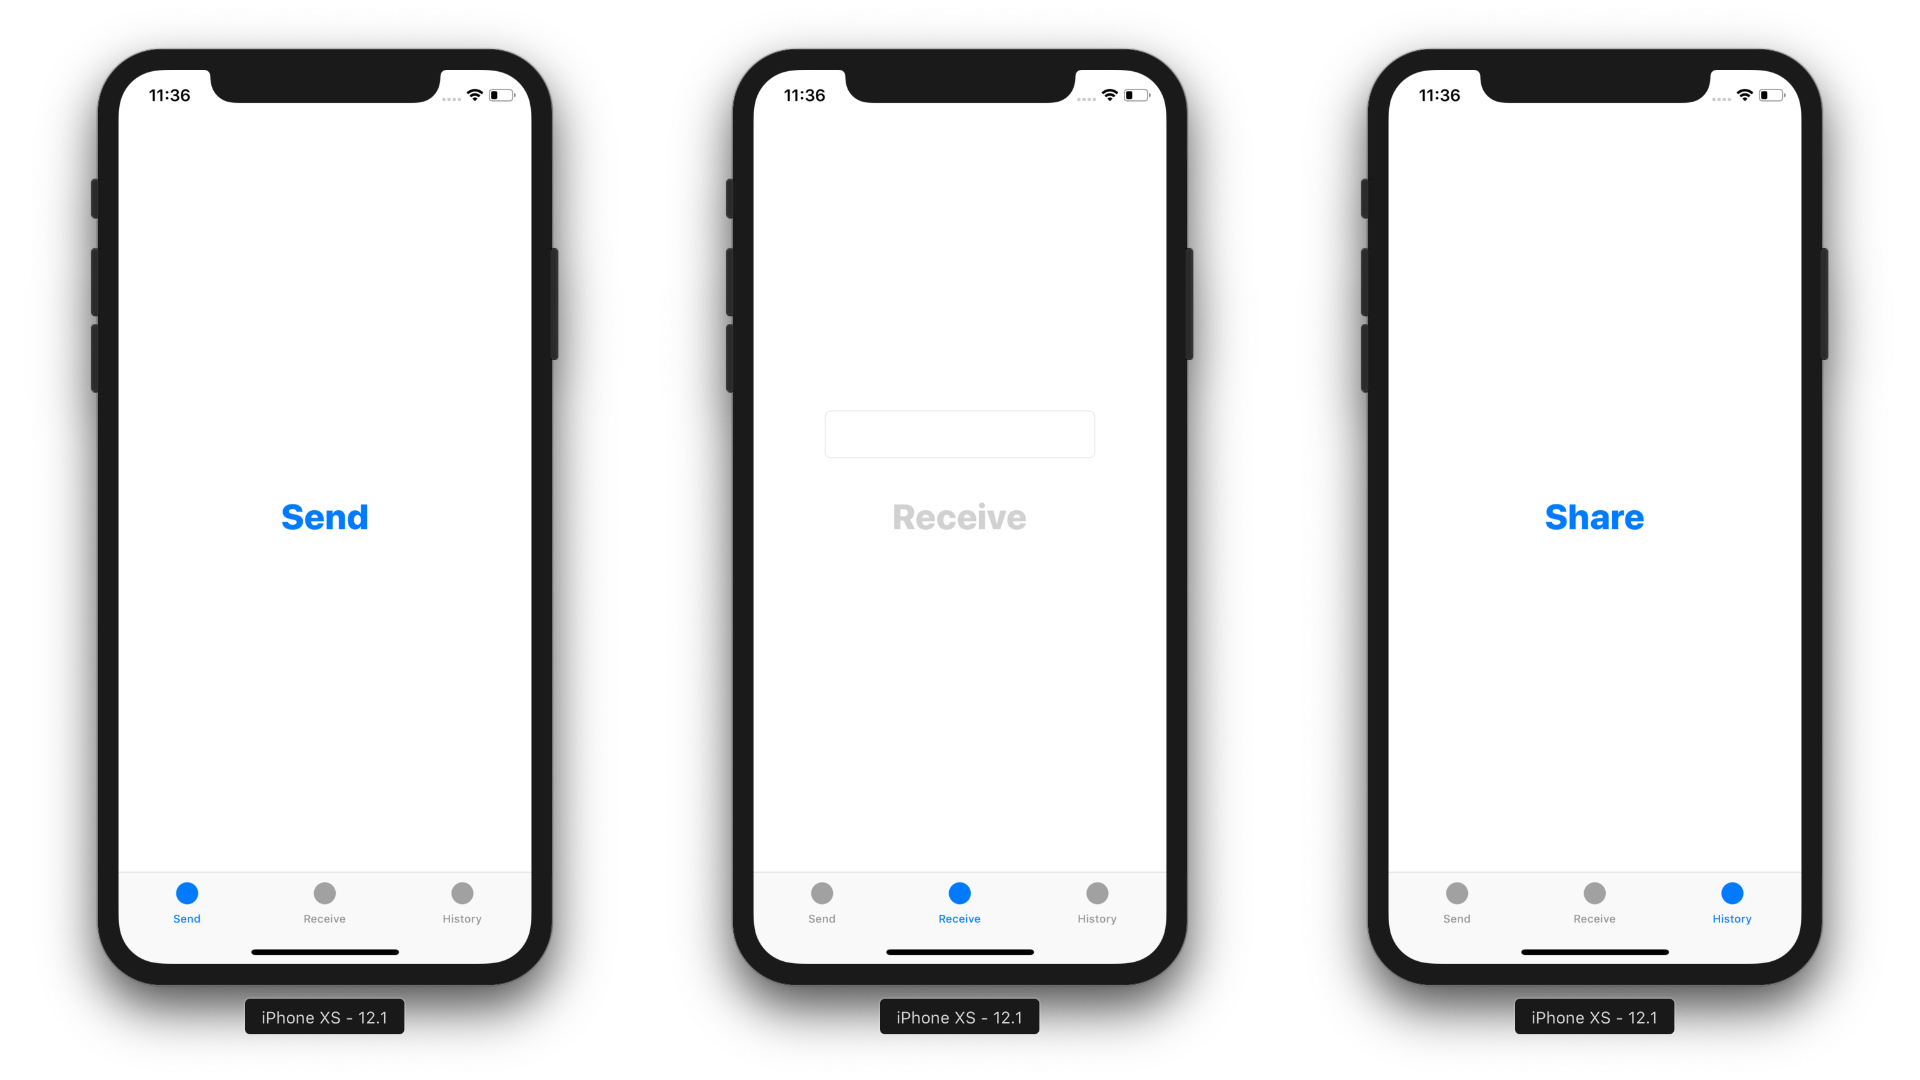 11:36
Send
Send
Receive
History
iPhone XS - 12.1
11:36
Receive
Send
Receive
History
iPhone XS - 12.1
11:36
Share
Send
Receive
History
iPhone XS - 12.1